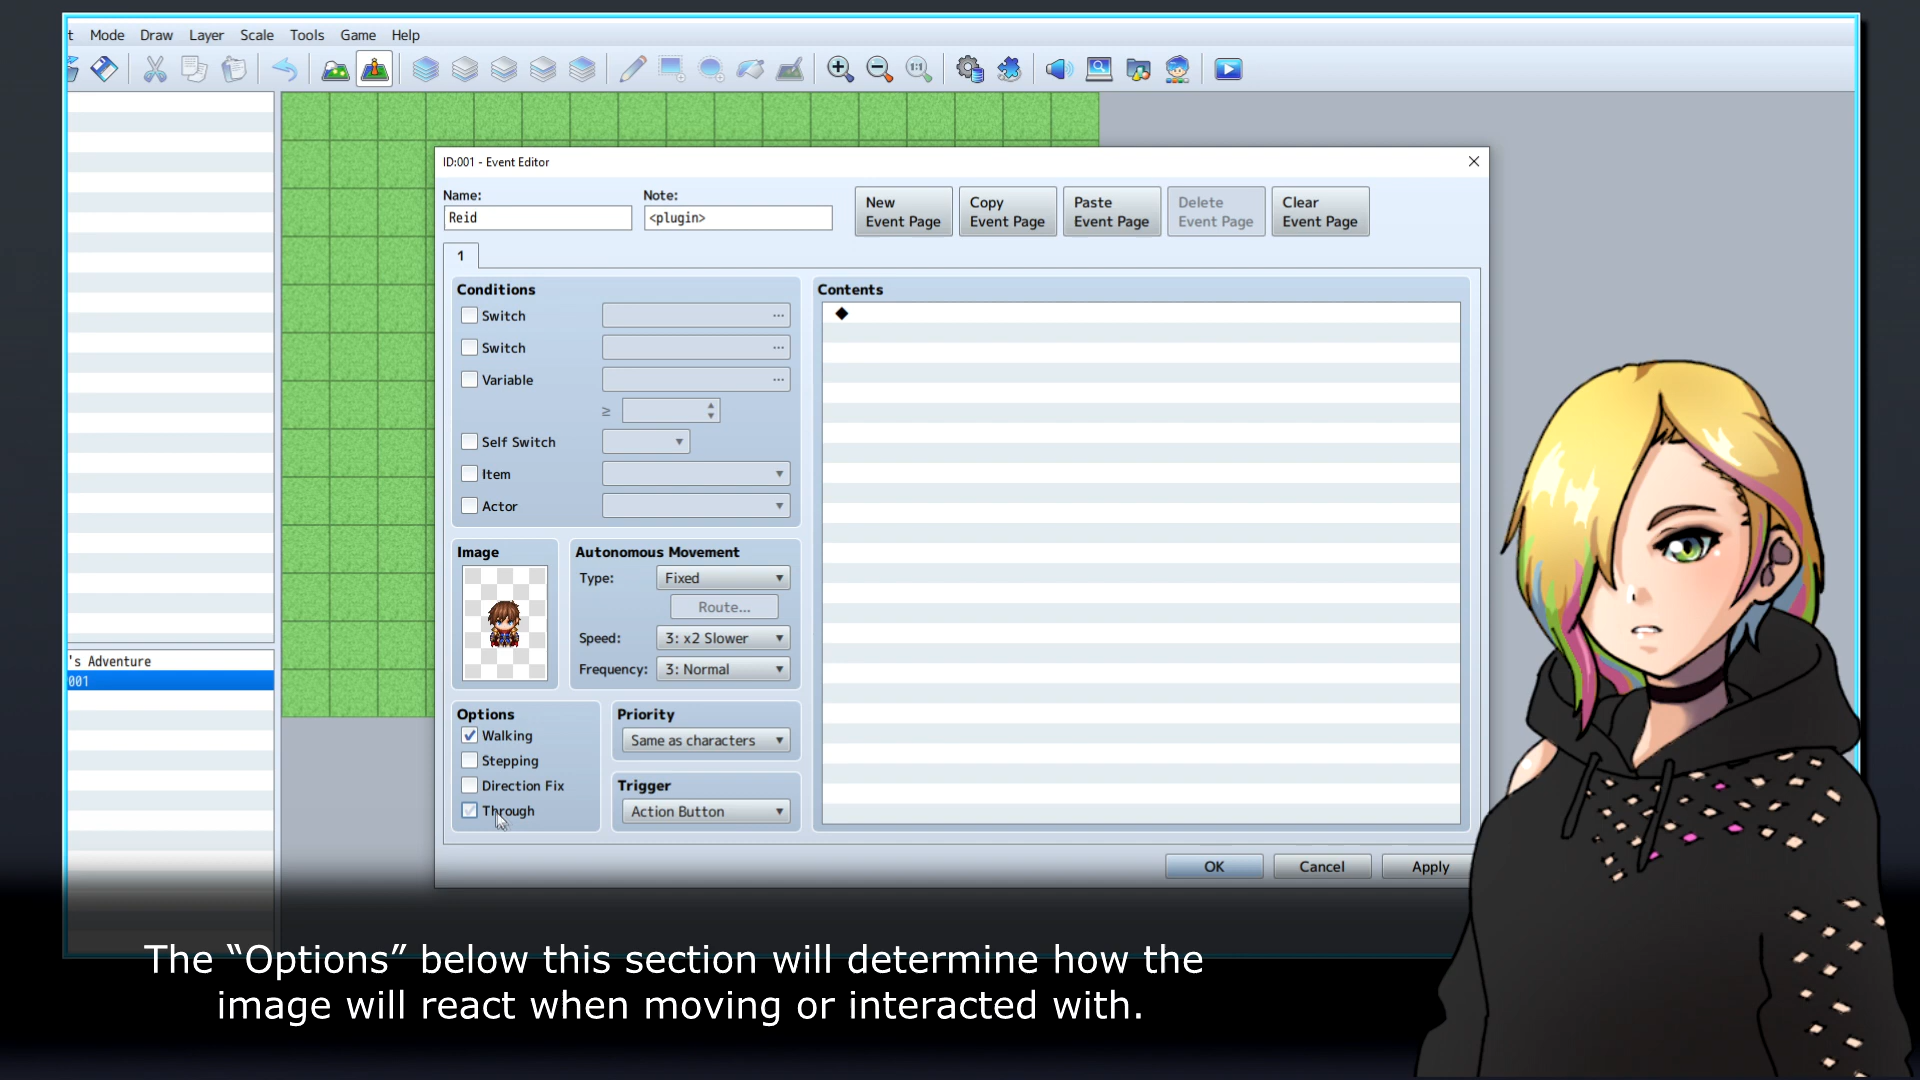 t Mode Draw Layer Scale Tools Game Help
1:1
ID:001 - Event Editor
Name:
Note:
Reid
<plugin>
New Event Page
Copy Event Page
Paste Event Page
Delete Event Page
Clear Event Page
1
Conditions
Switch ...
Switch ...
Variable ...
≥
Self Switch
Item
Actor
Image
Autonomous Movement
Type: Fixed
Route...
Speed: 3: x2 Slower
Frequency: 3: Normal
Options
Walking
Stepping
Direction Fix
Through
Priority
Same as characters
Trigger
Action Button
Contents
◆
OK
Cancel
Apply
's Adventure
001
The “Options” below this section will determine how the
image will react when moving or interacted with.